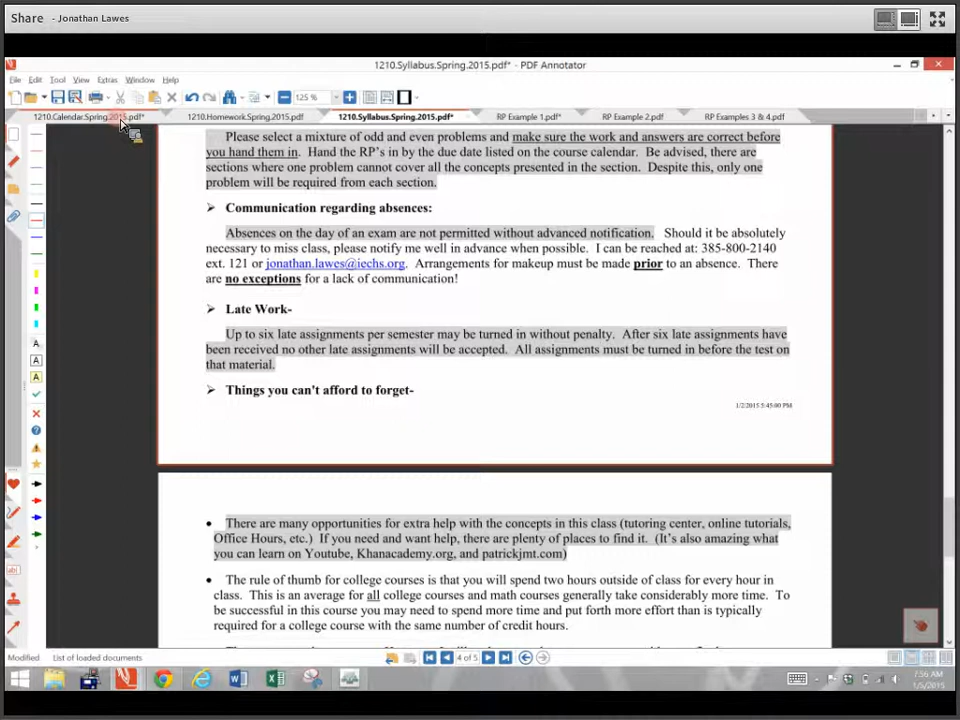 Share - Jonathan Lawes
1210.Syllabus.Spring.2015.pdf* - PDF Annotator
File Edit Tool View Extras Window Help
125 %
1210.Calendar.Spring.2015.pdf* 1210.Homework.Spring.2015.pdf 1210.Syllabus.Spring.2015.pdf* RP Example 1.pdf* RP Example 2.pdf RP Examples 3 & 4.pdf
Please select a mixture of odd and even problems and make sure the work and answers are correct before
you hand them in. Hand the RP's in by the due date listed on the course calendar. Be advised, there are
sections where one problem cannot cover all the concepts presented in the section. Despite this, only one
problem will be required from each section.
Communication regarding absences:
Absences on the day of an exam are not permitted without advanced notification. Should it be absolutely
necessary to miss class, please notify me well in advance when possible. I can be reached at: 385-800-2140
ext. 121 or jonathan.lawes@iechs.org. Arrangements for makeup must be made prior to an absence. There
are no exceptions for a lack of communication!
Late Work-
Up to six late assignments per semester may be turned in without penalty. After six late assignments have
been received no other late assignments will be accepted. All assignments must be turned in before the test on
that material.
Things you can't afford to forget-
1/2/2015 5:45:00 PM
• There are many opportunities for extra help with the concepts in this class (tutoring center, online tutorials,
Office Hours, etc.) If you need and want help, there are plenty of places to find it. (It's also amazing what
you can learn on Youtube, Khanacademy.org, and patrickjmt.com)
• The rule of thumb for college courses is that you will spend two hours outside of class for every hour in
class. This is an average for all college courses and math courses generally take considerably more time. To
be successful in this course you may need to spend more time and put forth more effort than is typically
required for a college course with the same number of credit hours.
Modified List of loaded documents 4 of 5
7:56 AM
1/5/2015